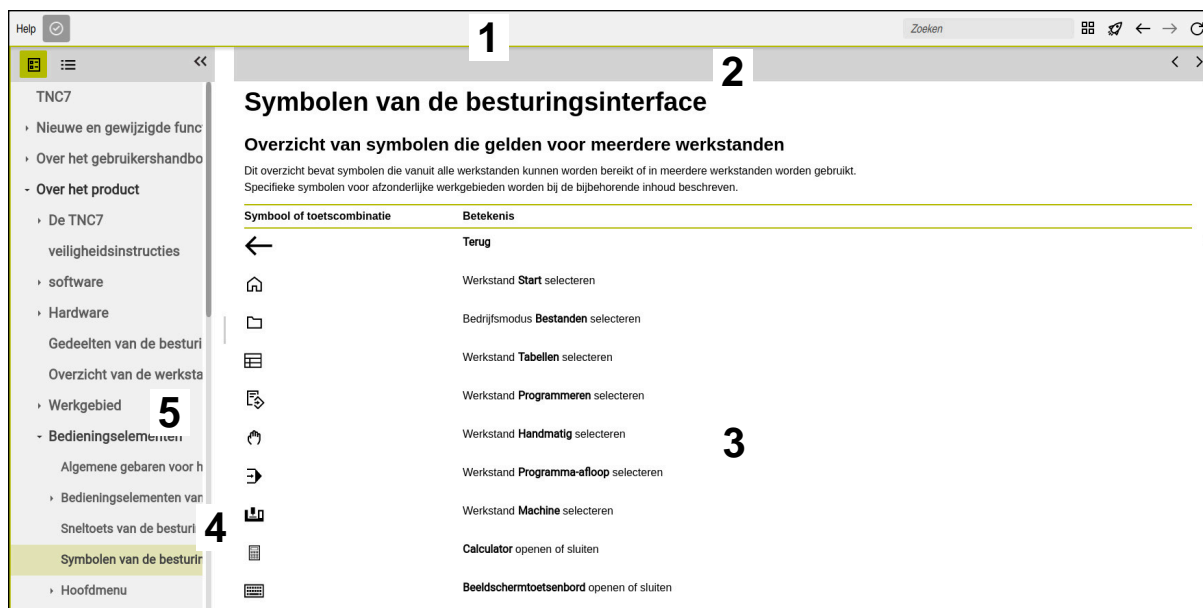 Help
Zoeken
1
2
TNC7
Nieuwe en gewijzigde func
Over het gebruikershandbo
Over het product
De TNC7
veiligheidsinstructies
software
Hardware
Gedeelten van de besturi
Overzicht van de werksta
Werkgebied
5
Bedieningselementen
Algemene gebaren voor h
Bedieningselementen van
Sneltoets van de besturi
4
Symbolen van de besturin
Hoofdmenu
Symbolen van de besturingsinterface
Overzicht van symbolen die gelden voor meerdere werkstanden
Dit overzicht bevat symbolen die vanuit alle werkstanden kunnen worden bereikt of in meerdere werkstanden worden gebruikt.
Specifieke symbolen voor afzonderlijke werkgebieden worden bij de bijbehorende inhoud beschreven.
Symbool of toetscombinatie Betekenis
Terug
Werkstand Start selecteren
Bedrijfsmodus Bestanden selecteren
Werkstand Tabellen selecteren
Werkstand Programmeren selecteren
Werkstand Handmatig selecteren
3
Werkstand Programma-afloop selecteren
Werkstand Machine selecteren
Calculator openen of sluiten
Beeldschermtoetsenbord openen of sluiten